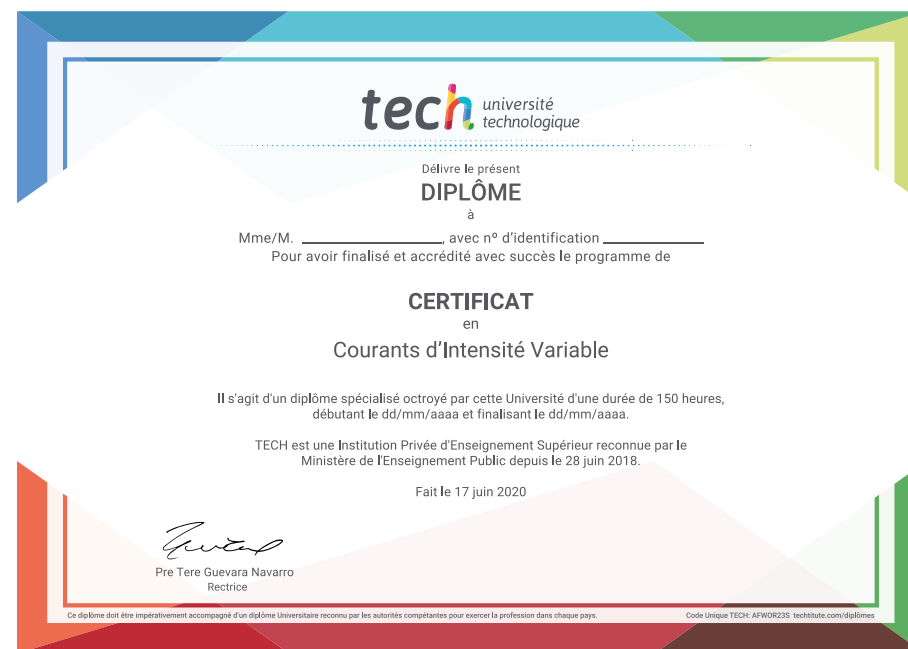 tech université
technologique
Délivre le présent
DIPLÔME
à
Mme/M. ____________________, avec nº d'identification ______________
Pour avoir finalisé et accrédité avec succès le programme de
CERTIFICAT
en
Courants d'Intensité Variable
Il s'agit d'un diplôme spécialisé octroyé par cette Université d'une durée de 150 heures,
débutant le dd/mm/aaaa et finalisant le dd/mm/aaaa.
TECH est une Institution Privée d'Enseignement Supérieur reconnue par le
Ministère de l'Enseignement Public depuis le 28 juin 2018.
Fait le 17 juin 2020
Pre Tere Guevara Navarro
Rectrice
Ce diplôme doit être impérativement accompagné d'un diplôme Universitaire reconnu par les autorités compétantes pour exercer la profession dans chaque pays.
Code Unique TECH: AFWOR23S techtitute.com/diplômes